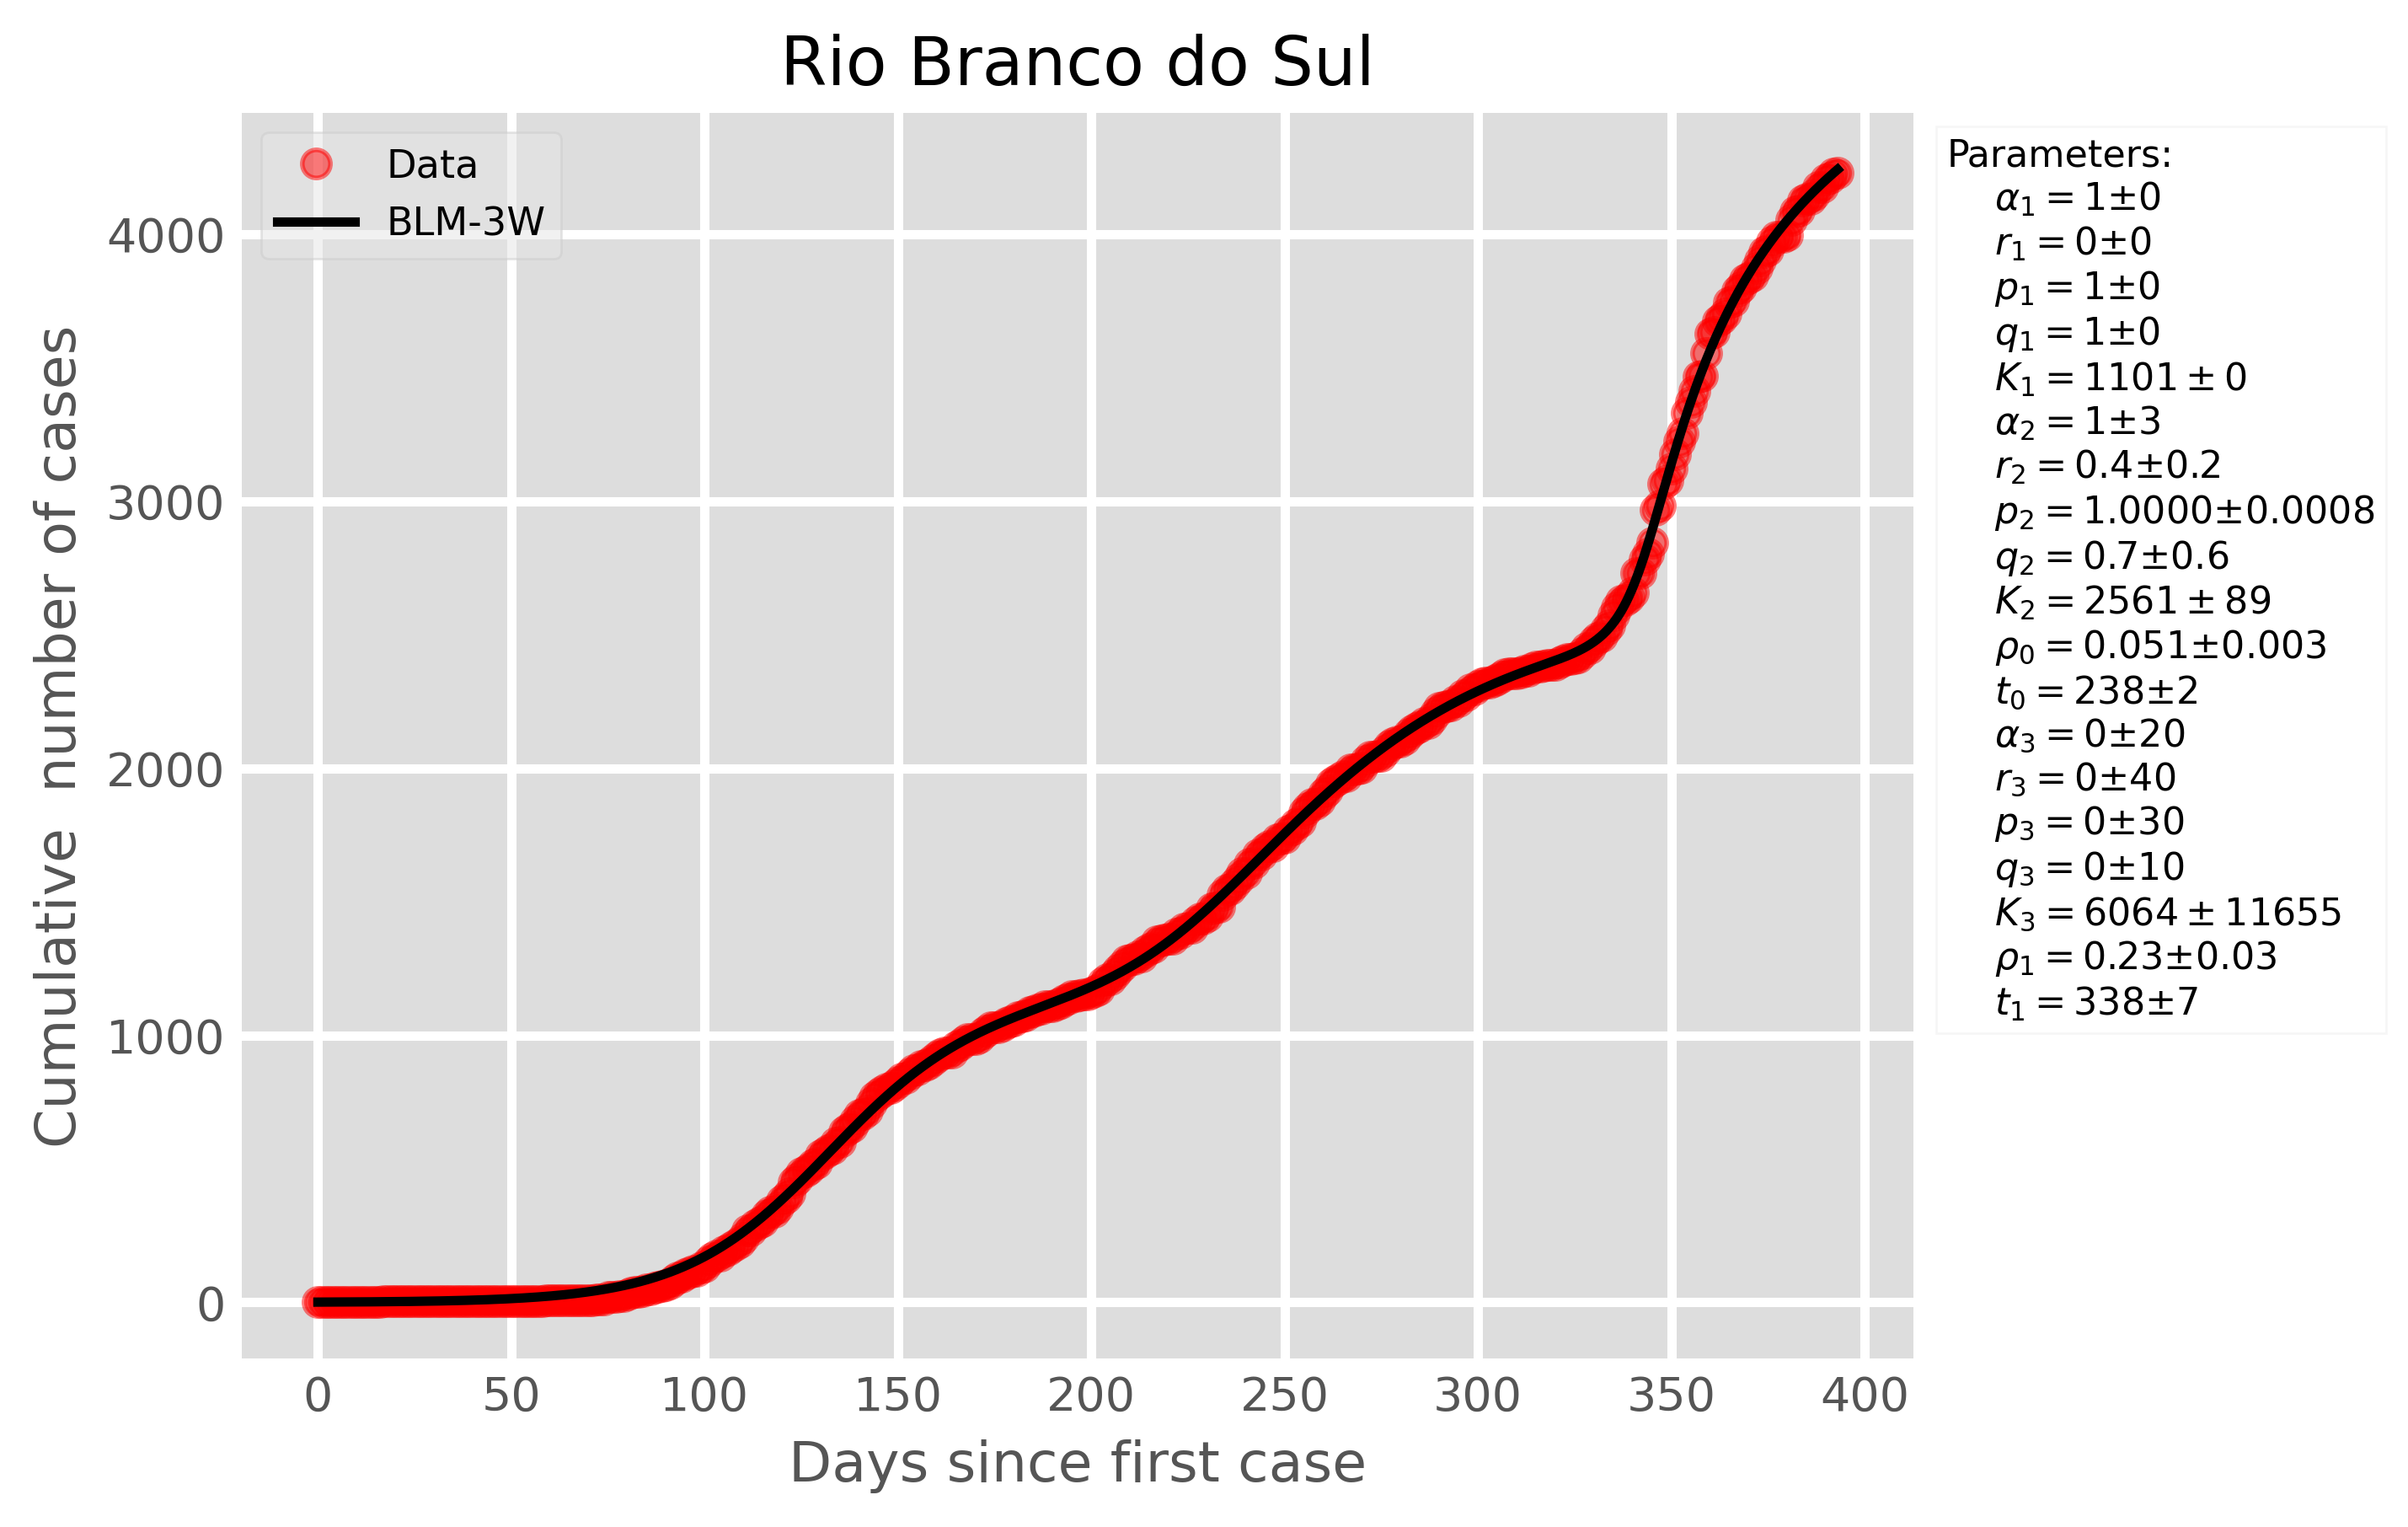 Rio Branco do Sul
Data
BLM-3W
Cumulative  number of cases
4000
3000
2000
1000
0
0 50 100 150 200 250 300 350 400
Days since first case
Parameters:
α₁ = 1±0
r₁ = 0±0
p₁ = 1±0
q₁ = 1±0
K₁ = 1101 ± 0
α₂ = 1±3
r₂ = 0.4±0.2
p₂ = 1.0000±0.0008
q₂ = 0.7±0.6
K₂ = 2561 ± 89
ρ₀ = 0.051±0.003
t₀ = 238±2
α₃ = 0±20
r₃ = 0±40
p₃ = 0±30
q₃ = 0±10
K₃ = 6064 ± 11655
ρ₁ = 0.23±0.03
t₁ = 338±7